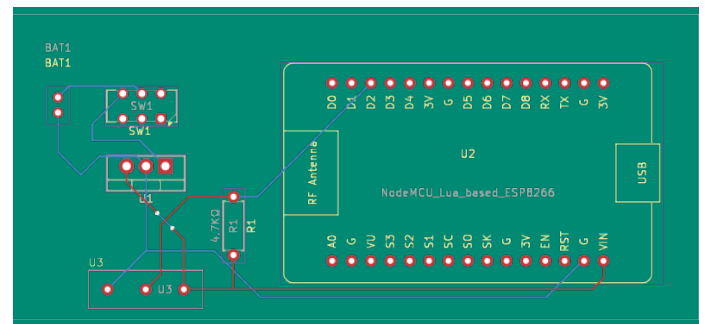 BAT1
BAT1
SW1
SW1
U1
U3
U3
4.7KΩ
R1
R1
D0
D1
D2
D3
D4
3V
G
D5
D6
D7
D8
RX
TX
G
3V
U2
RF Antenna
USB
NodeMCU_Lua_based_ESP8266
A0
G
VU
S3
S2
S1
SC
S0
SK
G
3V
EN
RST
G
VIN